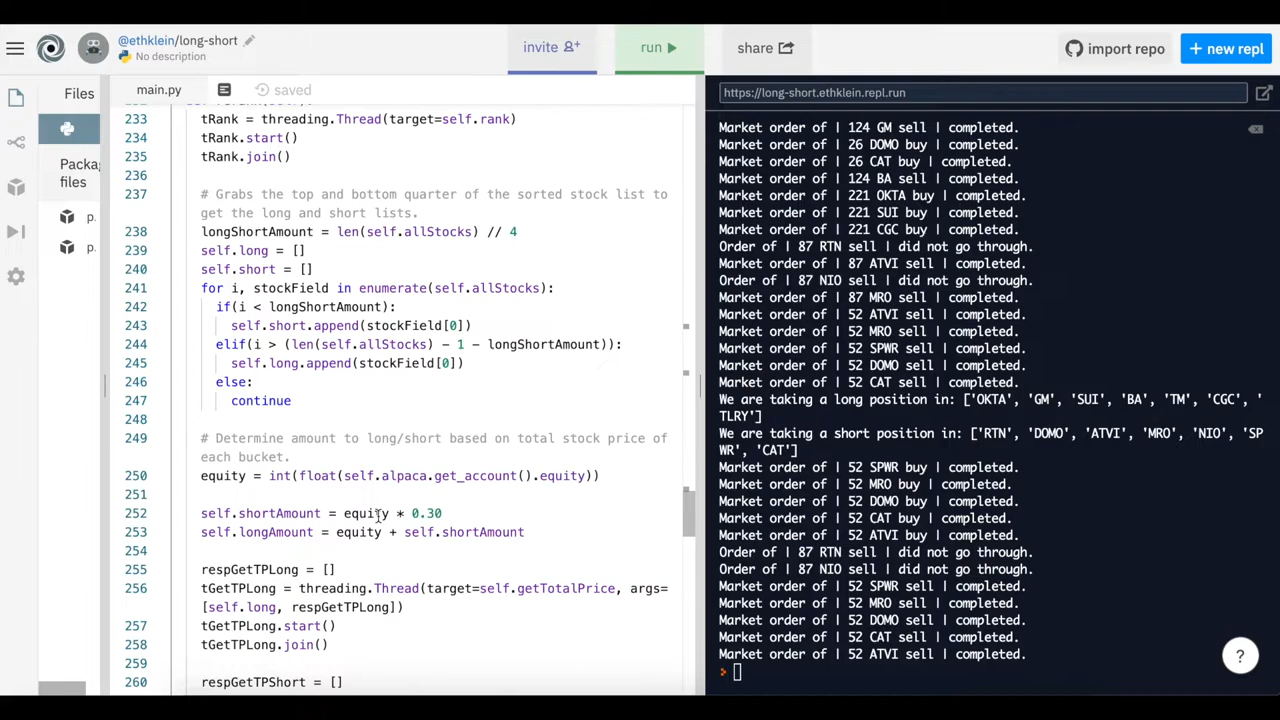 @ethklein/long-short
No description
invite
run
share
import repo
+ new repl
Files
main.py
saved
https://long-short.ethklein.repl.run
Packag
files
p.
p.
233 tRank = threading.Thread(target=self.rank)
234 tRank.start()
235 tRank.join()
236
237 # Grabs the top and bottom quarter of the sorted stock list to
get the long and short lists.
238 longShortAmount = len(self.allStocks) // 4
239 self.long = []
240 self.short = []
241 for i, stockField in enumerate(self.allStocks):
242 if(i < longShortAmount):
243 self.short.append(stockField[0])
244 elif(i > (len(self.allStocks) - 1 - longShortAmount)):
245 self.long.append(stockField[0])
246 else:
247 continue
248
249 # Determine amount to long/short based on total stock price of
each bucket.
250 equity = int(float(self.alpaca.get_account().equity))
251
252 self.shortAmount = equity * 0.30
253 self.longAmount = equity + self.shortAmount
254
255 respGetTPLong = []
256 tGetTPLong = threading.Thread(target=self.getTotalPrice, args=
[self.long, respGetTPLong])
257 tGetTPLong.start()
258 tGetTPLong.join()
259
260 respGetTPShort = []
Market order of | 124 GM sell | completed.
Market order of | 26 DOMO buy | completed.
Market order of | 26 CAT buy | completed.
Market order of | 124 BA sell | completed.
Market order of | 221 OKTA buy | completed.
Market order of | 221 SUI buy | completed.
Market order of | 221 CGC buy | completed.
Order of | 87 RTN sell | did not go through.
Market order of | 87 ATVI sell | completed.
Order of | 87 NIO sell | did not go through.
Market order of | 87 MRO sell | completed.
Market order of | 52 ATVI sell | completed.
Market order of | 52 MRO sell | completed.
Market order of | 52 SPWR sell | completed.
Market order of | 52 DOMO sell | completed.
Market order of | 52 CAT sell | completed.
We are taking a long position in: ['OKTA', 'GM', 'SUI', 'BA', 'TM', 'CGC', '
TLRY']
We are taking a short position in: ['RTN', 'DOMO', 'ATVI', 'MRO', 'NIO', 'SP
WR', 'CAT']
Market order of | 52 SPWR buy | completed.
Market order of | 52 MRO buy | completed.
Market order of | 52 DOMO buy | completed.
Market order of | 52 CAT buy | completed.
Market order of | 52 ATVI buy | completed.
Order of | 87 RTN sell | did not go through.
Order of | 87 NIO sell | did not go through.
Market order of | 52 SPWR sell | completed.
Market order of | 52 MRO sell | completed.
Market order of | 52 DOMO sell | completed.
Market order of | 52 CAT sell | completed.
Market order of | 52 ATVI sell | completed.
?